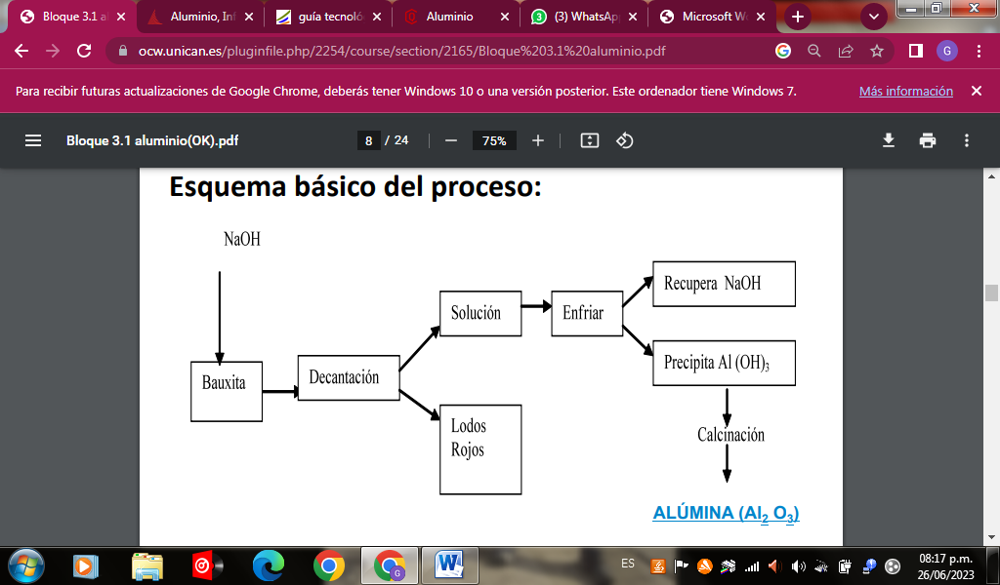 Bloque 3.1 al
Aluminio, Inf
guía tecnoló
Aluminio
(3) WhatsAp
Microsoft W
ocw.unican.es/pluginfile.php/2254/course/section/2165/Bloque%203.1%20aluminio.pdf
G
Para recibir futuras actualizaciones de Google Chrome, deberás tener Windows 10 o una versión posterior. Este ordenador tiene Windows 7.
Más información
Bloque 3.1 aluminio(OK).pdf
8 / 24
75%
Esquema básico del proceso:
NaOH
Recupera NaOH
Solución
Enfriar
Precipita Al (OH)3
Bauxita
Decantación
Lodos
Rojos
Calcinación
ALÚMINA (Al2 O3)
ES
08:17 p.m.
26/06/2023